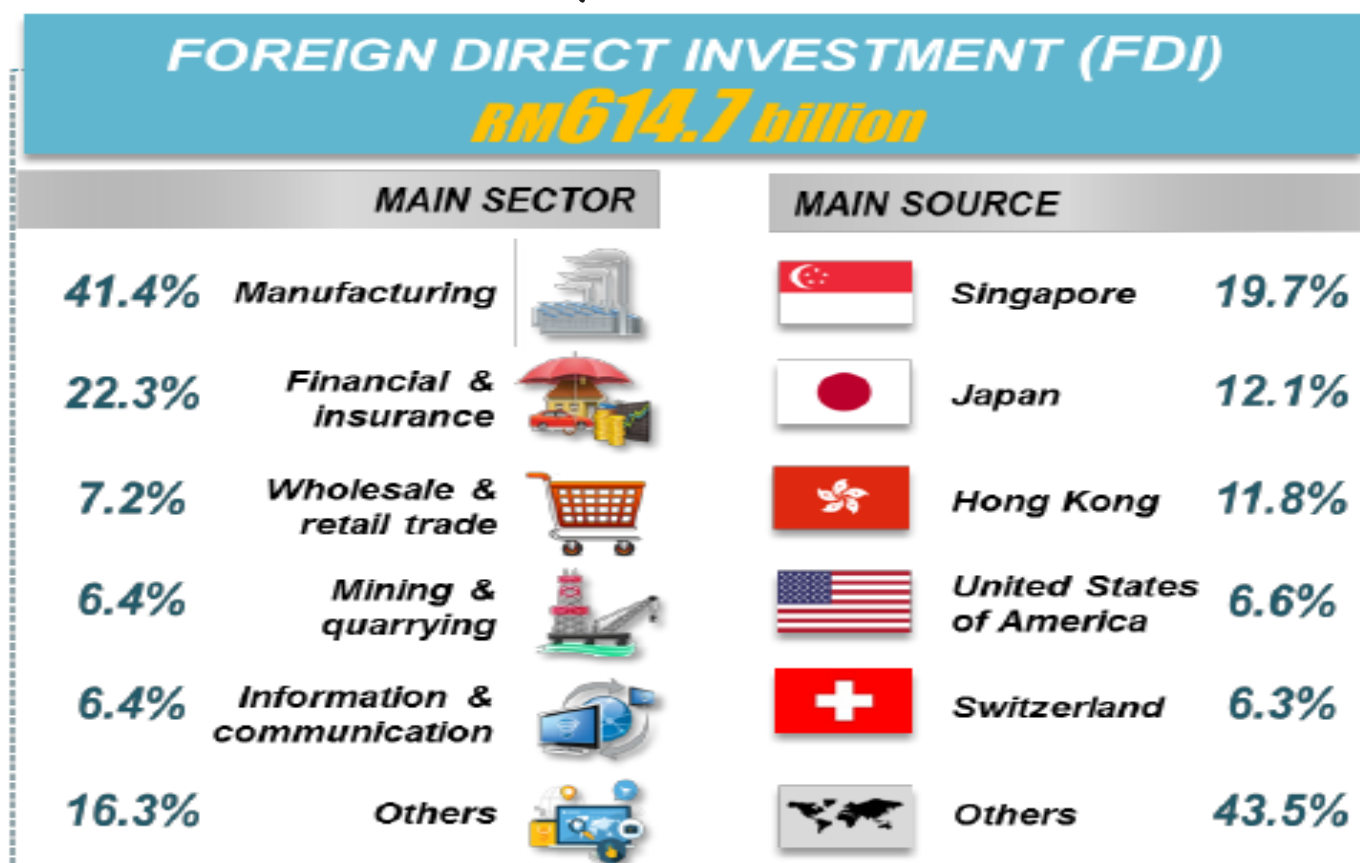 FOREIGN DIRECT INVESTMENT (FDI)
RM614.7 billion
MAIN SECTOR
41.4% Manufacturing
22.3% Financial &
insurance
7.2% Wholesale &
retail trade
6.4% Mining &
quarrying
6.4% Information &
communication
16.3% Others
MAIN SOURCE
Singapore 19.7%
Japan 12.1%
Hong Kong 11.8%
United States
of America 6.6%
Switzerland 6.3%
Others 43.5%